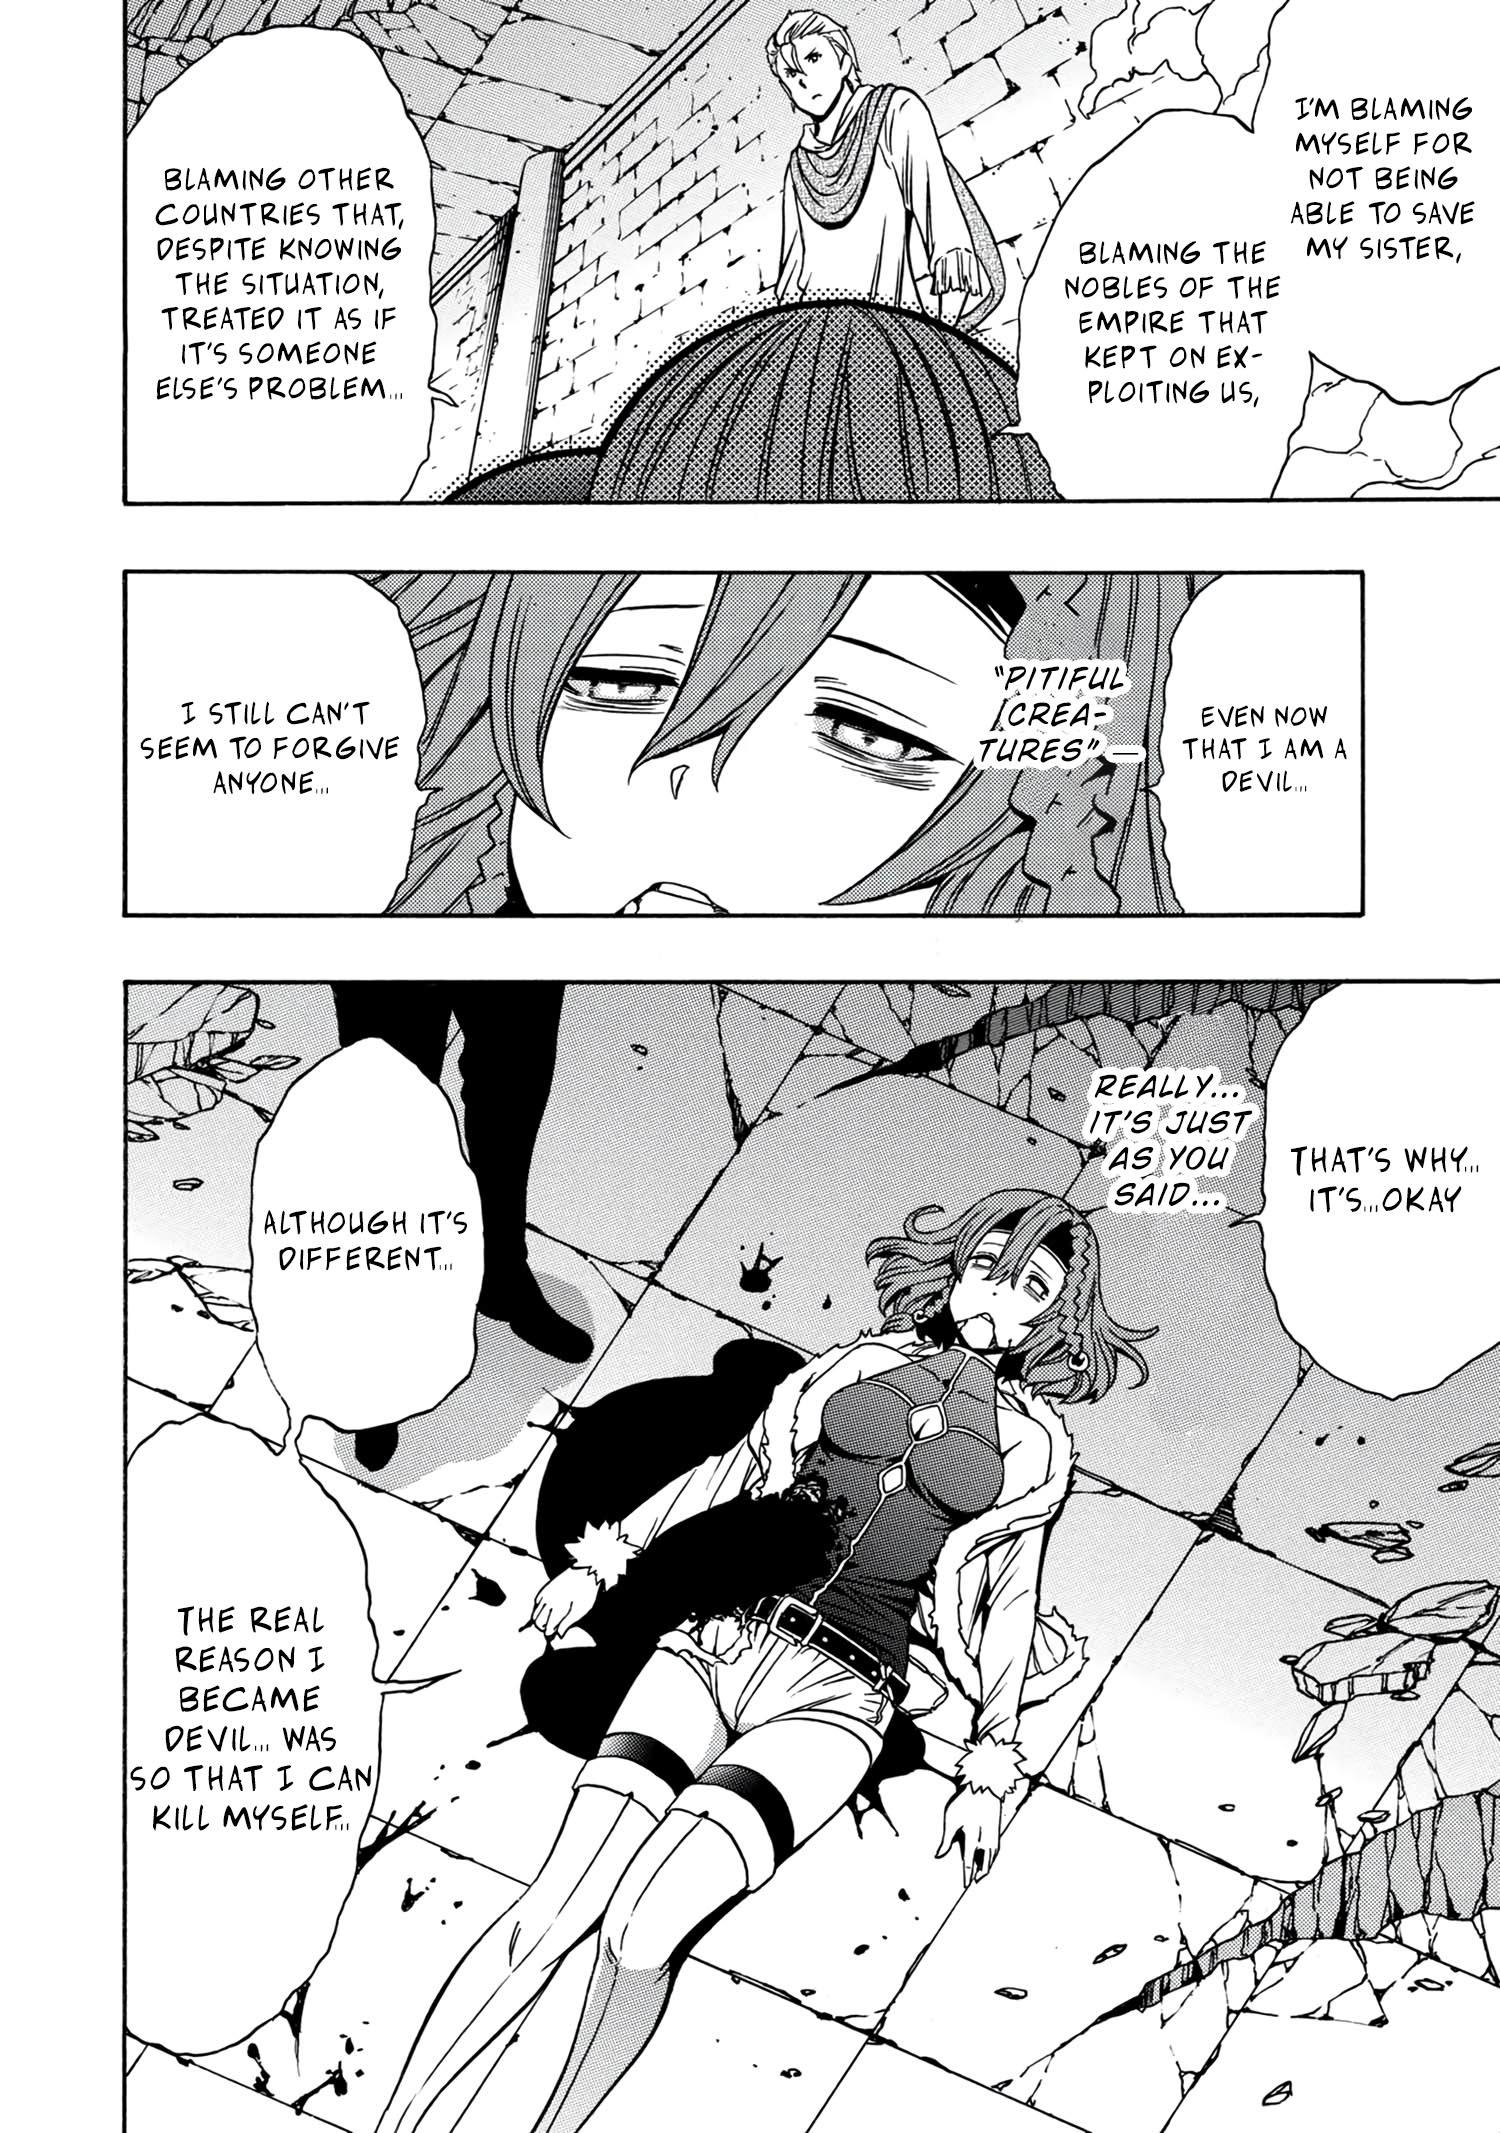 I'M BLAMING
MYSELF FOR
NOT BEING
ABLE TO SAVE
MY SISTER,
BLAMING THE
NOBLES OF THE
EMPIRE THAT
KEPT ON EX-
PLOITING US,
BLAMING OTHER
COUNTRIES THAT,
DESPITE KNOWING
THE SITUATION,
TREATED IT AS IF
IT'S SOMEONE
ELSE'S PROBLEM...
EVEN NOW
THAT I AM A
DEVIL...
"PITIFUL
CREA-
TURES" —
I STILL CAN'T
SEEM TO FORGIVE
ANYONE...
THAT'S WHY...
IT'S...OKAY
REALLY...
IT'S JUST
AS YOU
SAID...
ALTHOUGH IT'S
DIFFERENT...
THE REAL
REASON I
BECAME
DEVIL... WAS
SO THAT I CAN
KILL MYSELF...